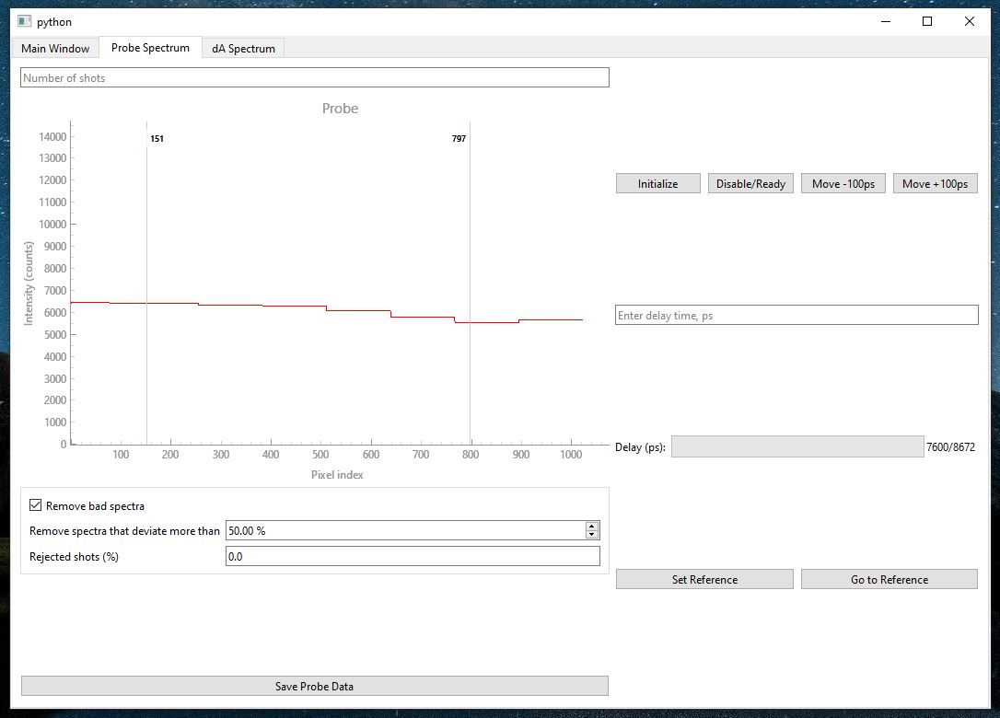 python
Main Window
Probe Spectrum
dA Spectrum
Number of shots
Probe
14000
13000
12000
11000
10000
9000
8000
7000
6000
5000
4000
3000
2000
1000
0
Intensity (counts)
151
797
100
200
300
400
500
600
700
800
900
1000
Pixel index
Initialize
Disable/Ready
Move -100ps
Move +100ps
Enter delay time, ps
Delay (ps):
7600/8672
Remove bad spectra
Remove spectra that deviate more than
50.00 %
Rejected shots (%)
0.0
Set Reference
Go to Reference
Save Probe Data